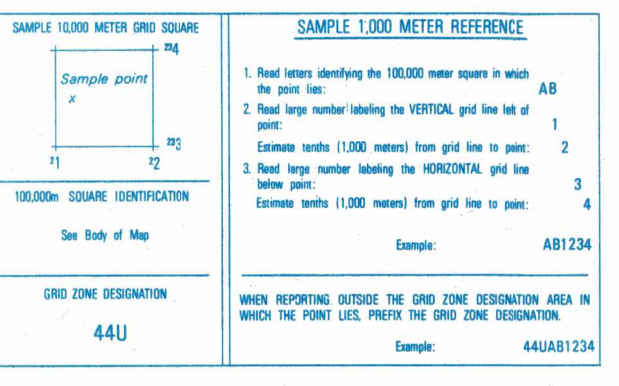 SAMPLE 10,000 METER GRID SQUARE
²³4
Sample point
x
²³3
²1
²2
100,000m SQUARE IDENTIFICATION
See Body of Map
GRID ZONE DESIGNATION
44U
SAMPLE 1,000 METER REFERENCE
1. Read letters identifying the 100,000 meter square in which
the point lies: AB
2. Read large number labeling the VERTICAL grid line left of
point: 1
Estimate tenths (1,000 meters) from grid line to point: 2
3. Read large number labeling the HORIZONTAL grid line
below point: 3
Estimate tenths (1,000 meters) from grid line to point: 4
Example: AB1234
WHEN REPORTING OUTSIDE THE GRID ZONE DESIGNATION AREA IN
WHICH THE POINT LIES, PREFIX THE GRID ZONE DESIGNATION.
Example: 44UAB1234